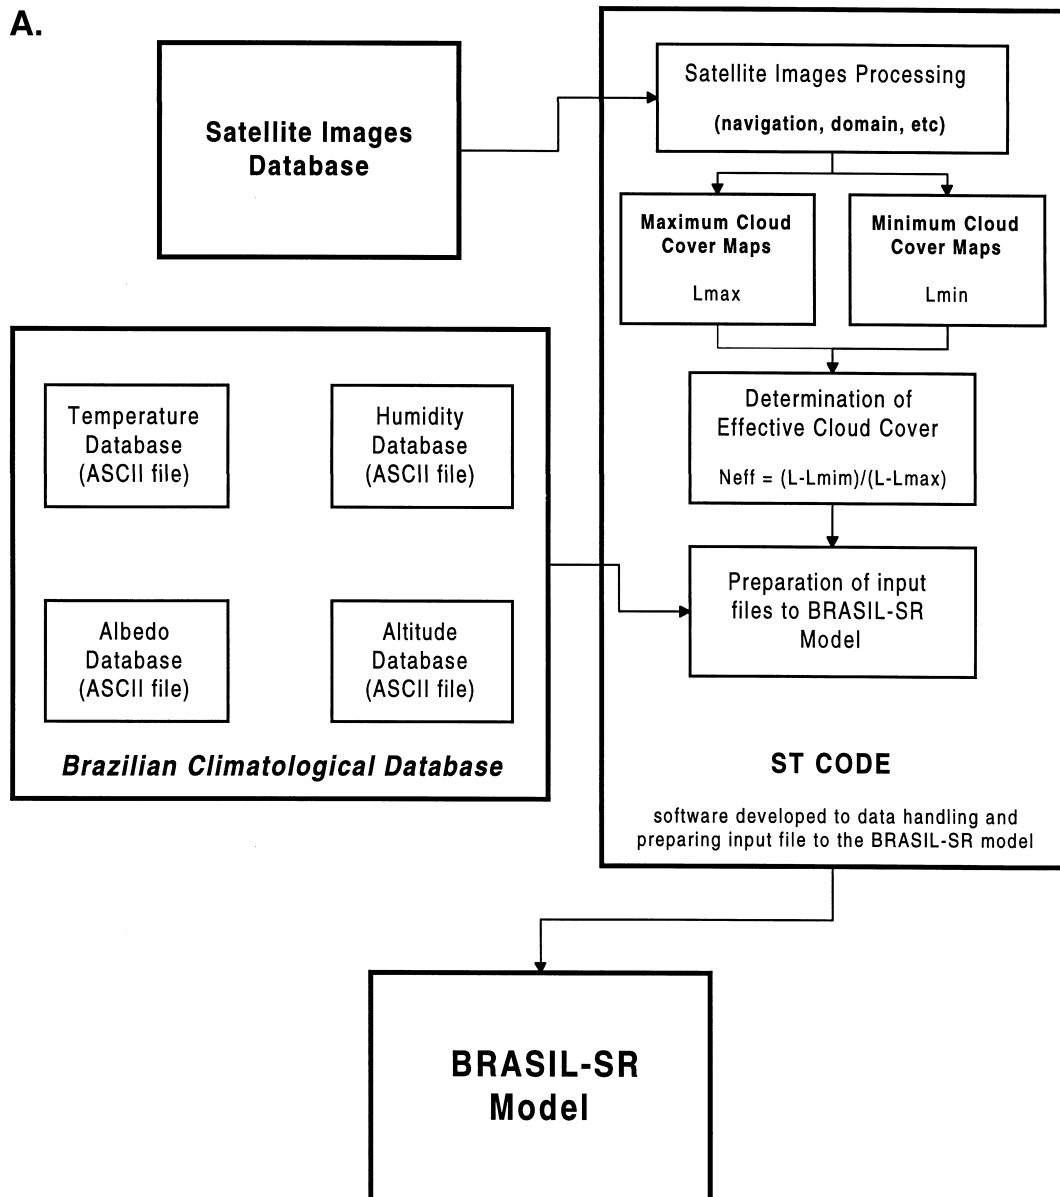 A.
Satellite Images
Database
Satellite Images Processing
(navigation, domain, etc)
Maximum Cloud
Cover Maps
Lmax
Minimum Cloud
Cover Maps
Lmin
Determination of
Effective Cloud Cover
Neff = (L-Lmim)/(L-Lmax)
Temperature
Database
(ASCII file)
Humidity
Database
(ASCII file)
Albedo
Database
(ASCII file)
Altitude
Database
(ASCII file)
Brazilian Climatological Database
Preparation of input
files to BRASIL-SR
Model
ST CODE
software developed to data handling and
preparing input file to the BRASIL-SR model
BRASIL-SR
Model